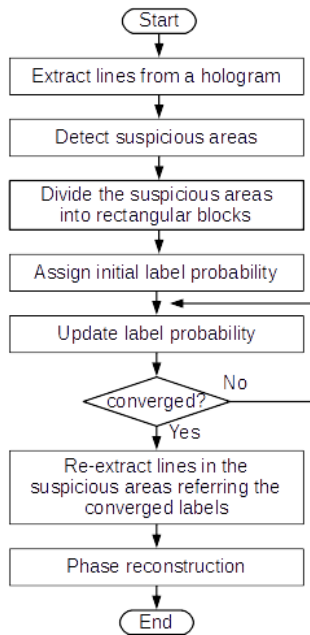 Start
Extract lines from a hologram
Detect suspicious areas
Divide the suspicious areas
into rectangular blocks
Assign initial label probability
Update label probability
converged?
No
Yes
Re-extract lines in the
suspicious areas referring the
converged labels
Phase reconstruction
End